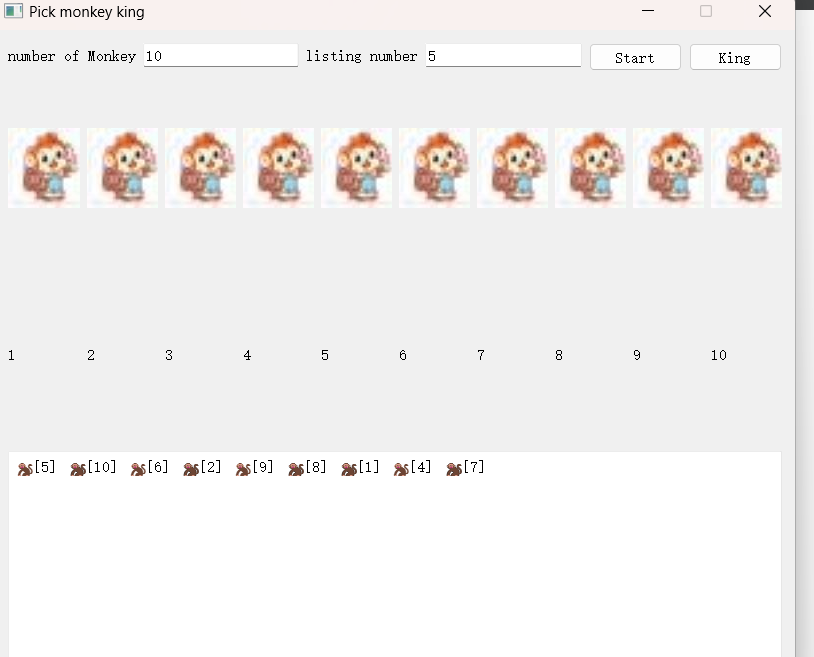 Pick monkey king
number of Monkey 10 listing number 5 Start King
1 2 3 4 5 6 7 8 9 10
[5] [10] [6] [2] [9] [8] [1] [4] [7]